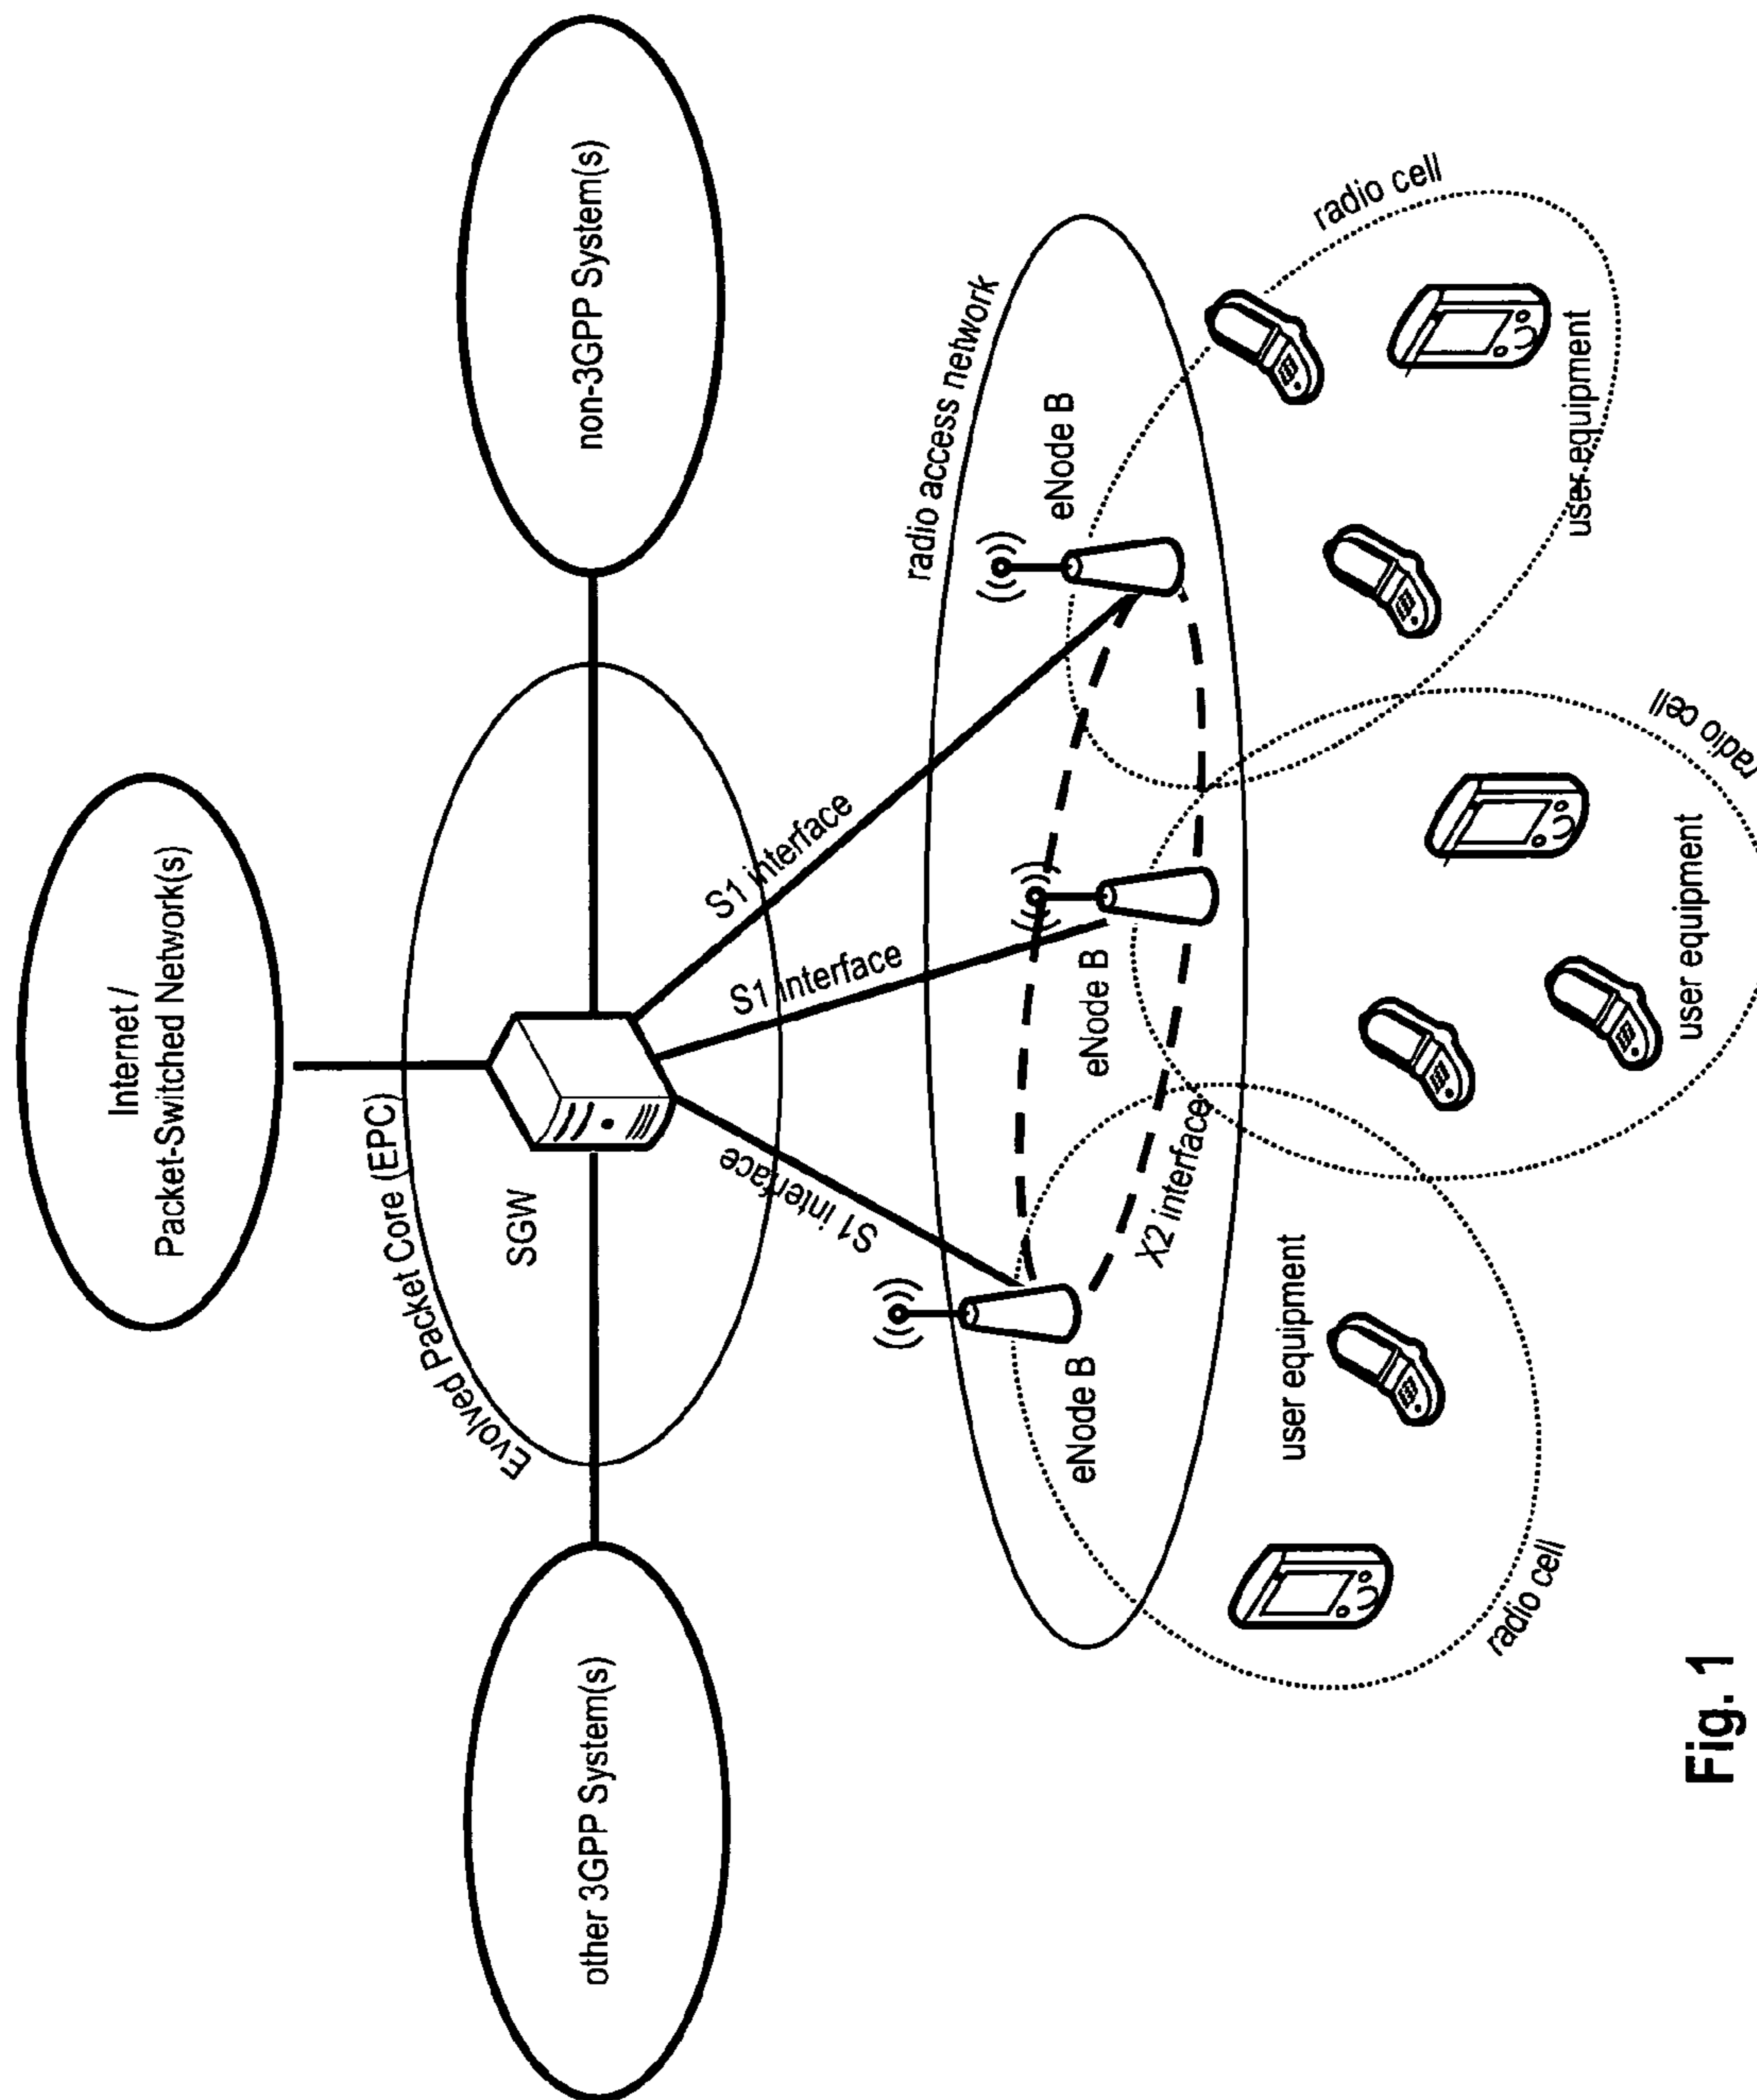 Internet /
Packet-Switched Network(s)
Evolved Packet Core (EPC)
SGW
other 3GPP System(s)
non-3GPP System(s)
S1 interface
S1 interface
S1 interface
radio access network
eNode B
eNode B
eNode B
X2 interface
user equipment
radio cell
user equipment
radio cell
user equipment
radio cell
Fig. 1